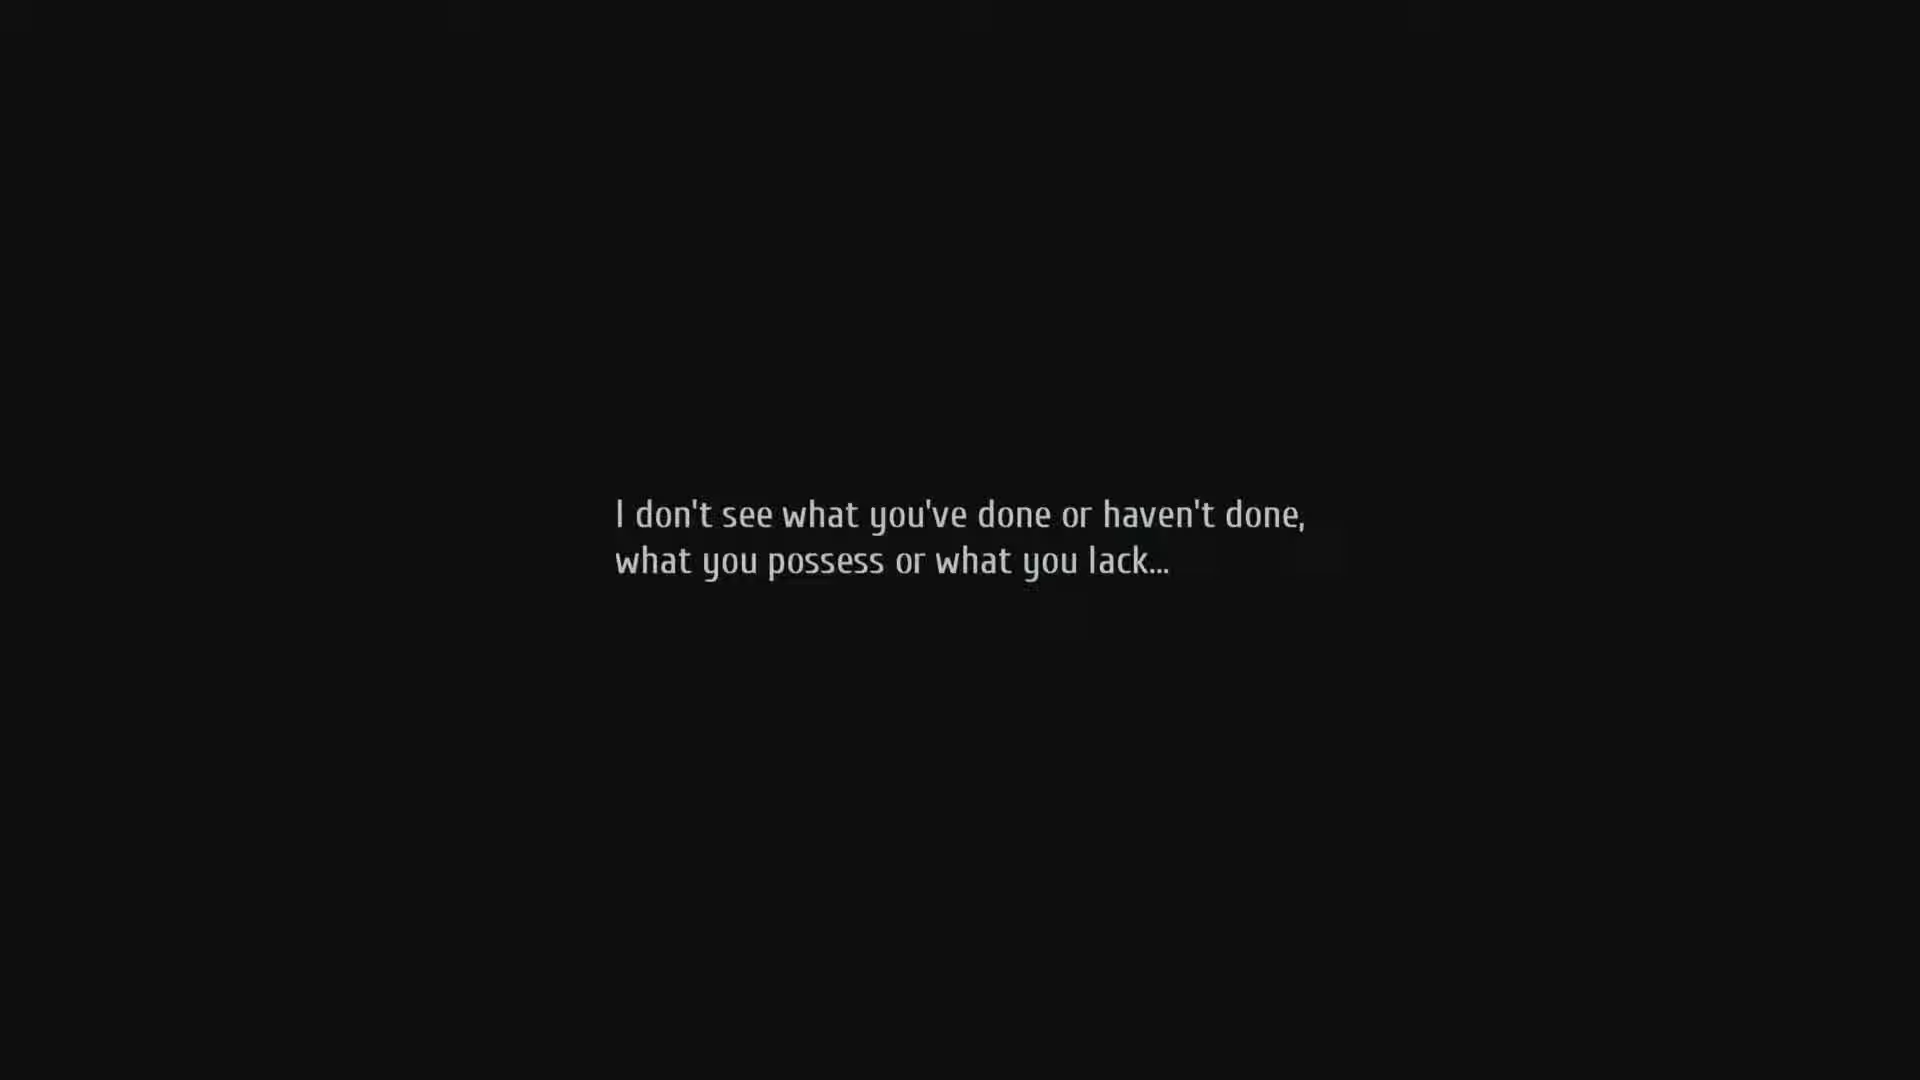 I don't see what you've done or haven't done,
what you possess or what you lack...